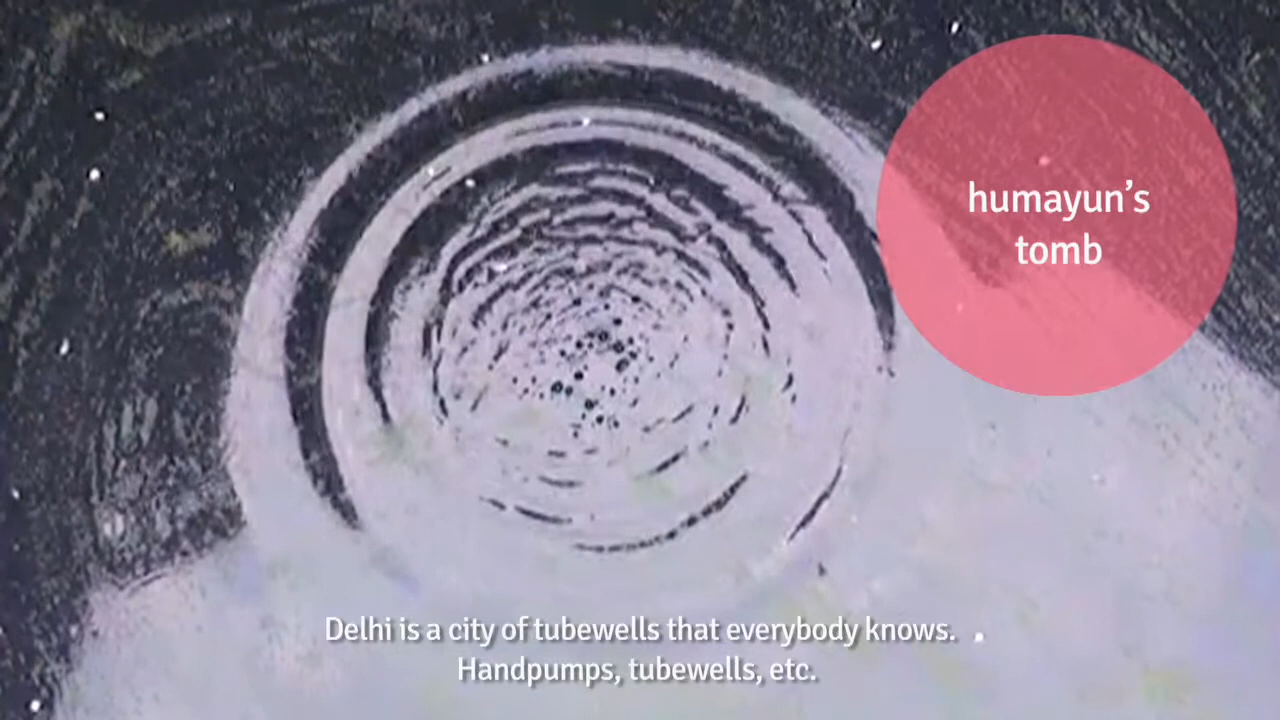 humayun’s
tomb
Delhi is a city of tubewells that everybody knows.
Handpumps, tubewells, etc.